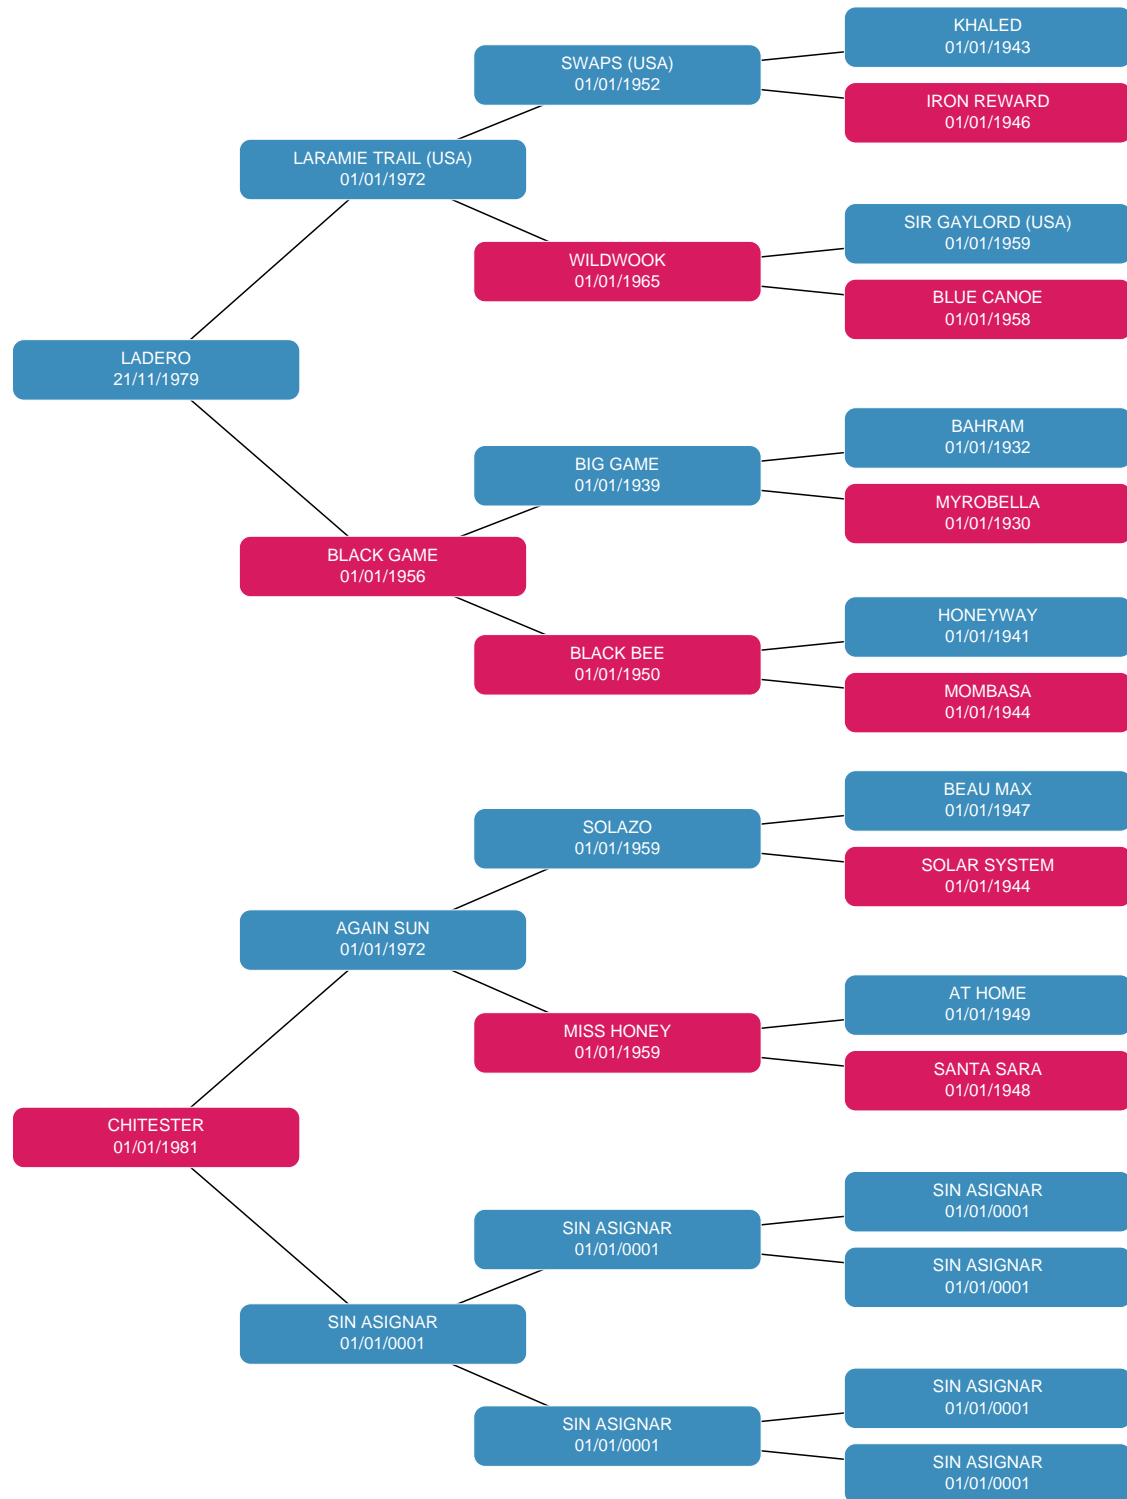 KHALED
01/01/1943
SWAPS (USA)
01/01/1952
IRON REWARD
01/01/1946
LARAMIE TRAIL (USA)
01/01/1972
SIR GAYLORD (USA)
01/01/1959
WILDWOOK
01/01/1965
BLUE CANOE
01/01/1958
LADERO
21/11/1979
BAHRAM
01/01/1932
BIG GAME
01/01/1939
MYROBELLA
01/01/1930
BLACK GAME
01/01/1956
HONEYWAY
01/01/1941
BLACK BEE
01/01/1950
MOMBASA
01/01/1944
BEAU MAX
01/01/1947
SOLAZO
01/01/1959
SOLAR SYSTEM
01/01/1944
AGAIN SUN
01/01/1972
AT HOME
01/01/1949
MISS HONEY
01/01/1959
SANTA SARA
01/01/1948
CHITESTER
01/01/1981
SIN ASIGNAR
01/01/0001
SIN ASIGNAR
01/01/0001
SIN ASIGNAR
01/01/0001
SIN ASIGNAR
01/01/0001
SIN ASIGNAR
01/01/0001
SIN ASIGNAR
01/01/0001
SIN ASIGNAR
01/01/0001